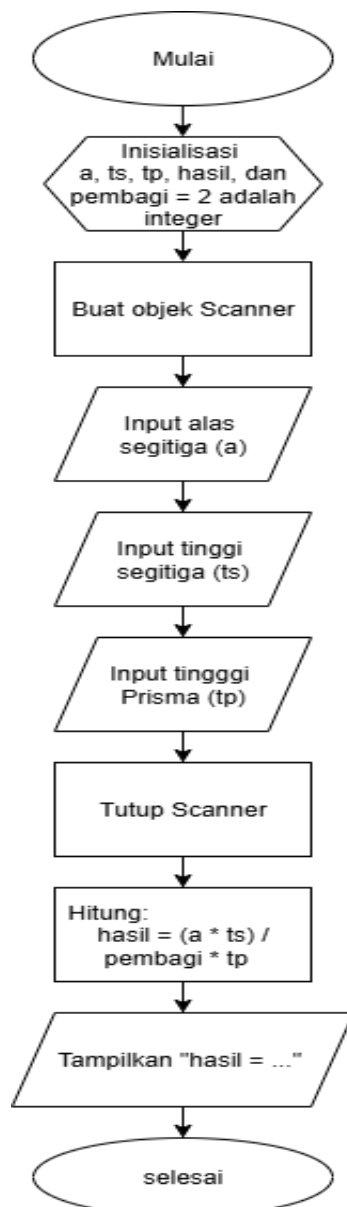 Mulai
Inisialisasi
a, ts, tp, hasil, dan
pembagi = 2 adalah
integer
Buat objek Scanner
Input alas
segitiga (a)
Input tinggi
segitiga (ts)
Input tingggi
Prisma (tp)
Tutup Scanner
Hitung:
hasil = (a * ts) /
pembagi * tp
Tampilkan "hasil = ..."
selesai